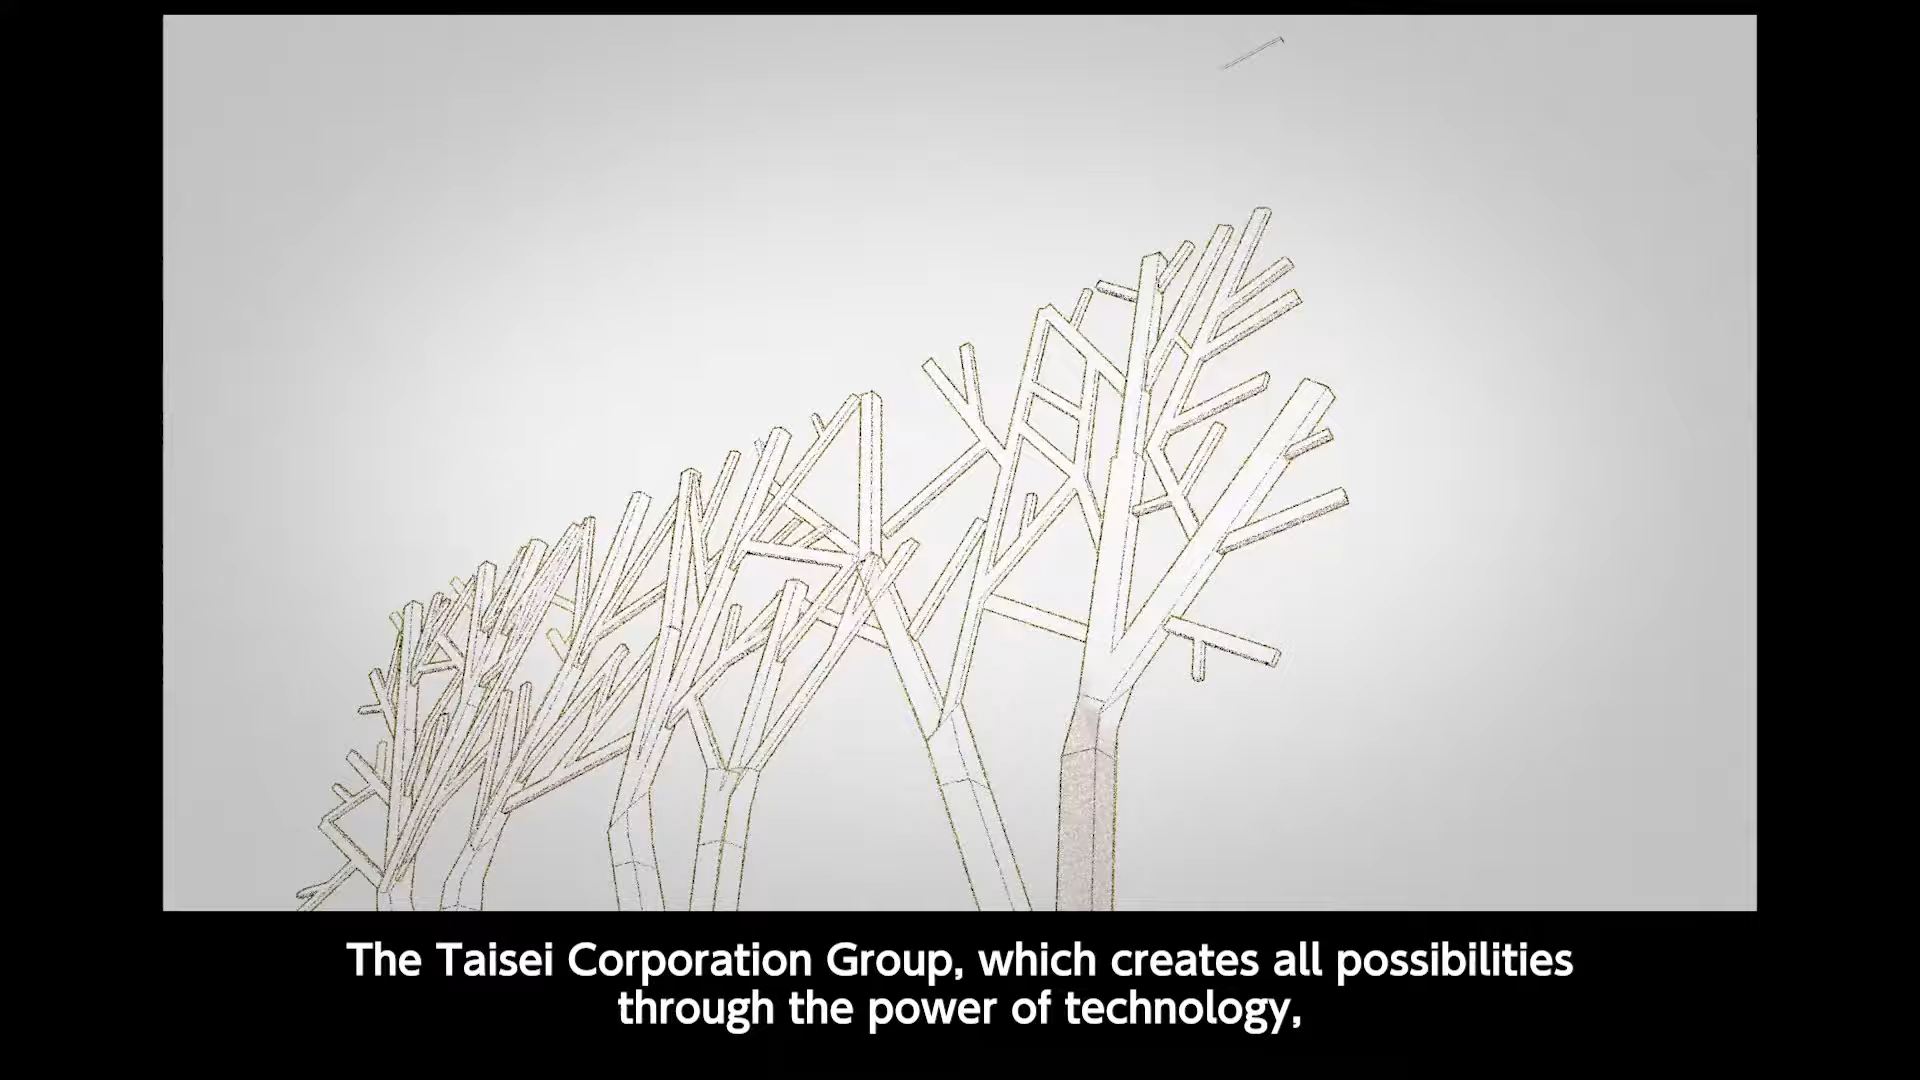 The Taisei Corporation Group, which creates all possibilities
through the power of technology,